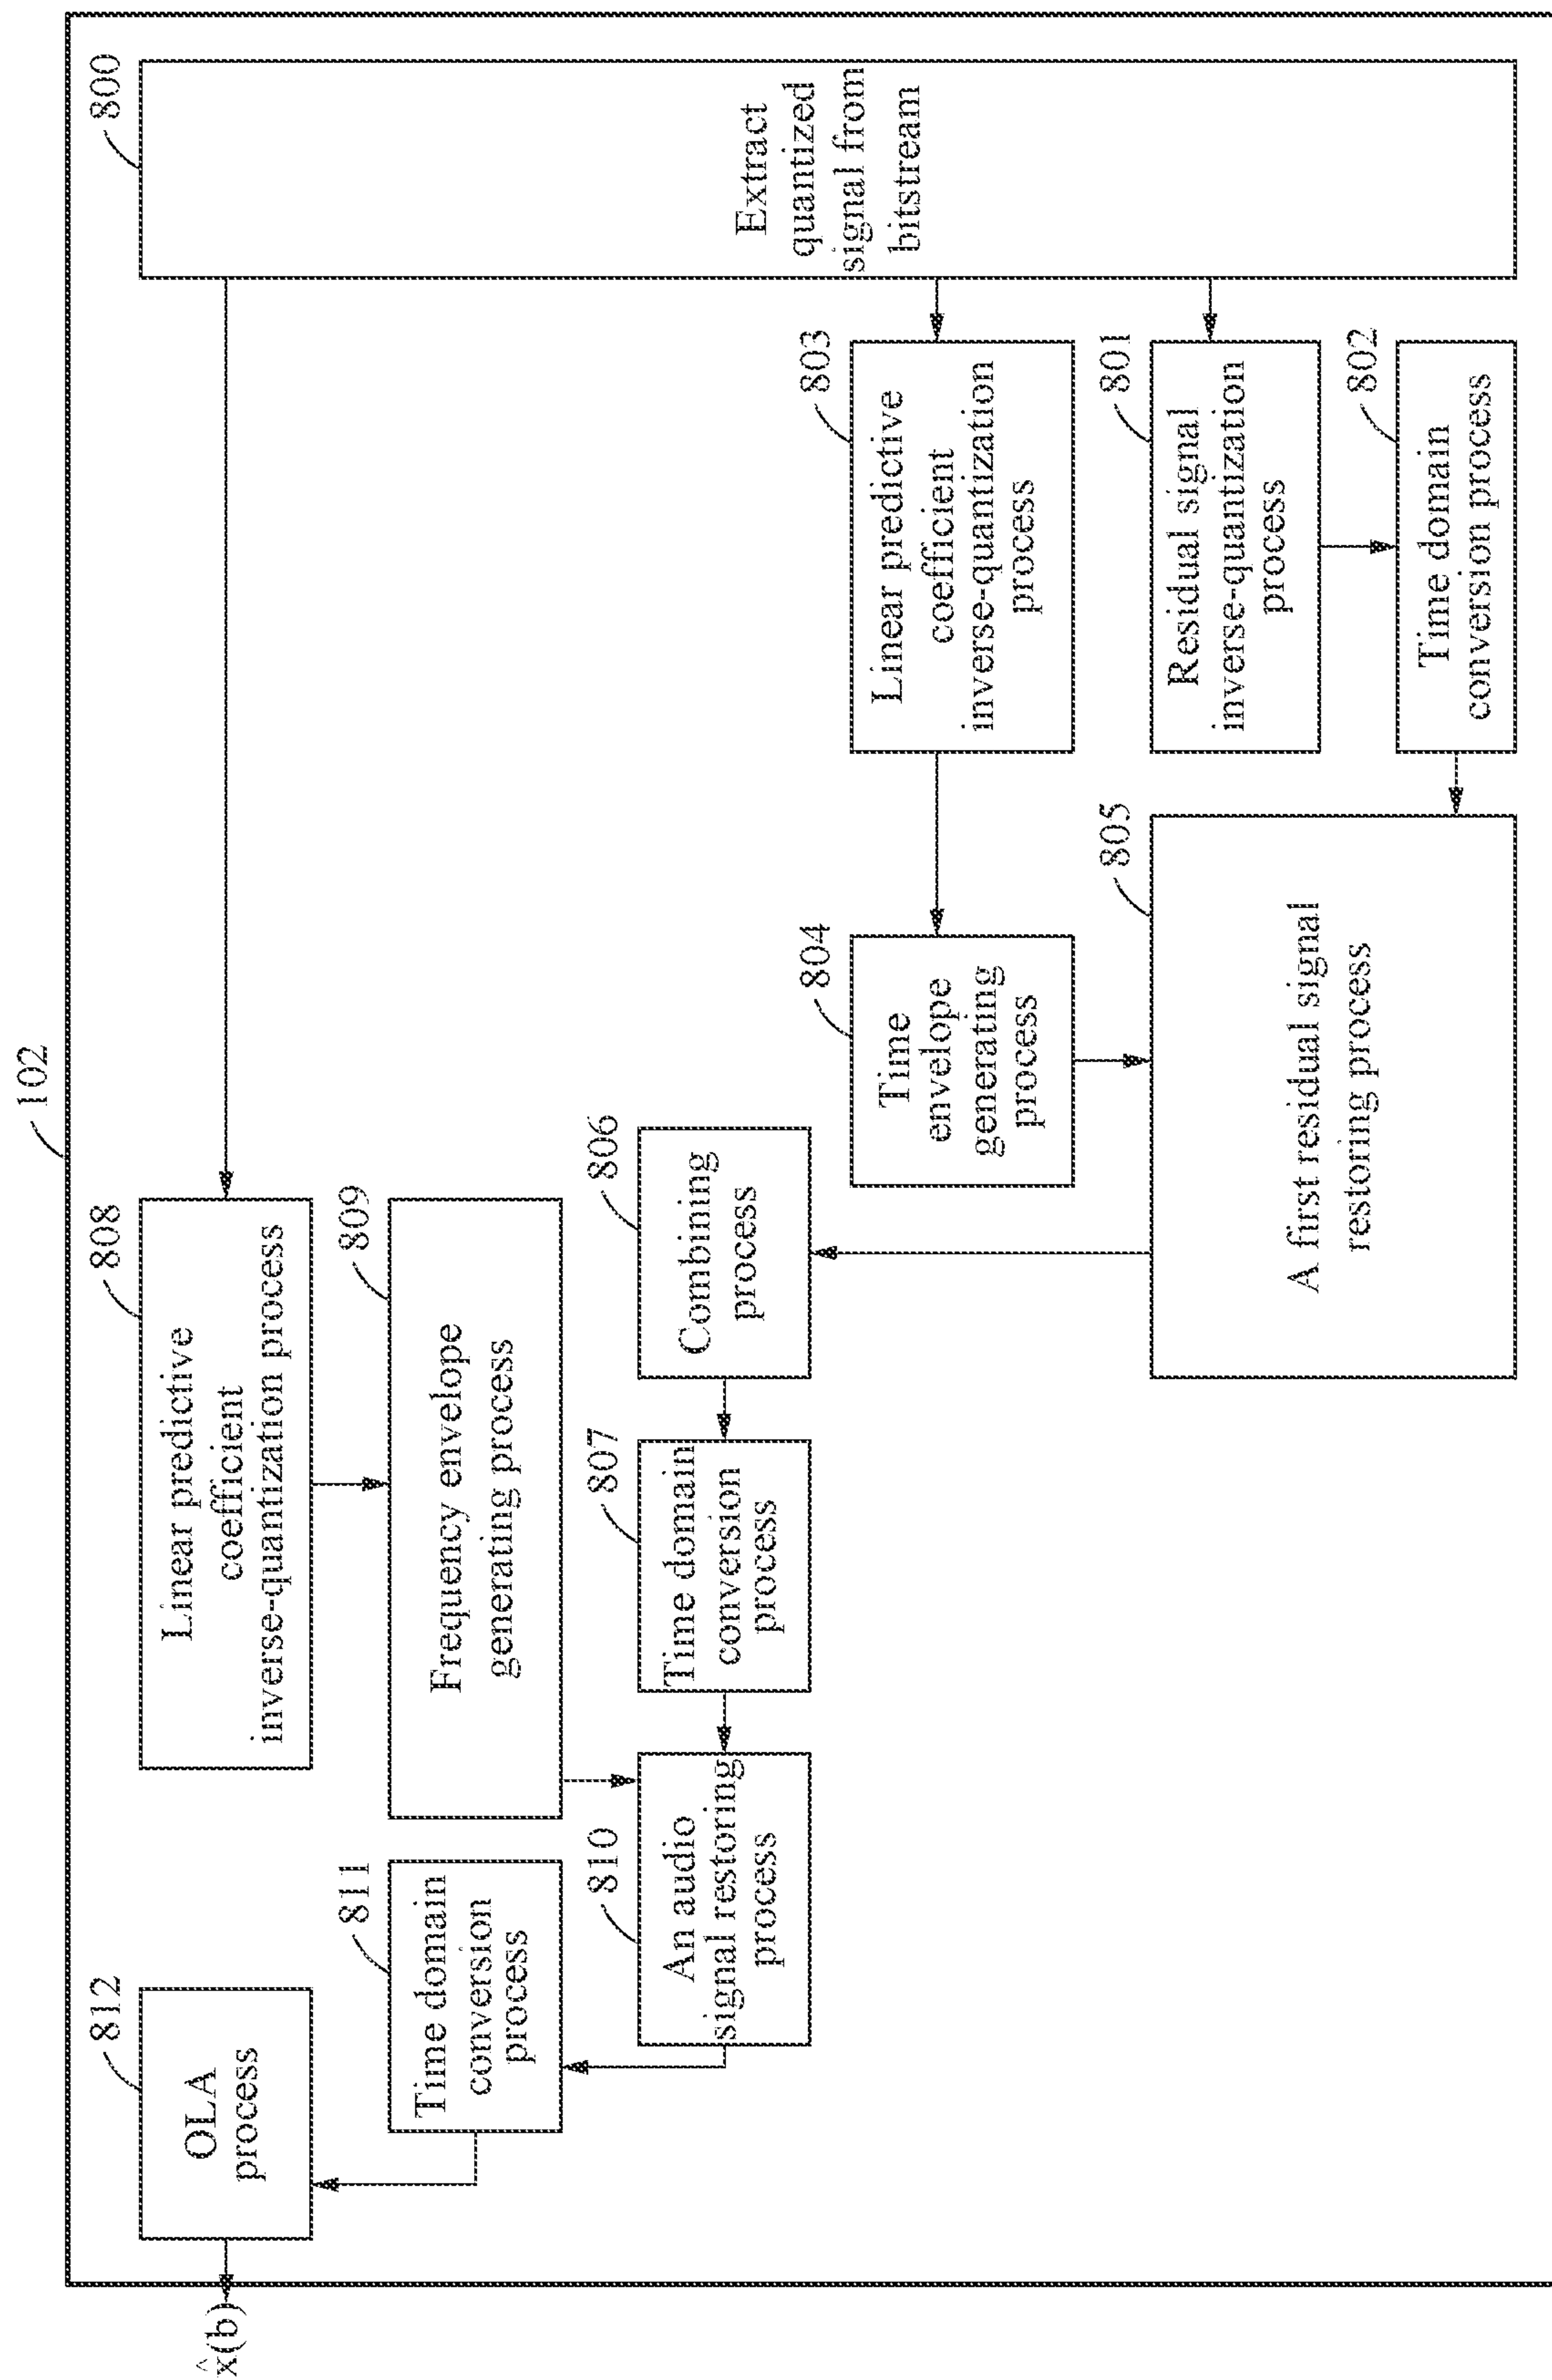 102
800
Extract
quantized
signal from
bitstream
803
Linear predictive
coefficient
inverse-quantization
process
801
Residual signal
inverse-quantization
process
802
Time domain
conversion process
804
Time
envelope
generating
process
805
A first residual signal
restoring process
806
Combining
process
807
Time domain
conversion
process
808
Linear predictive
coefficient
inverse-quantization process
809
Frequency envelope
generating process
810
An audio
signal restoring
process
811
Time domain
conversion
process
812
OLA
process
x̂(b)